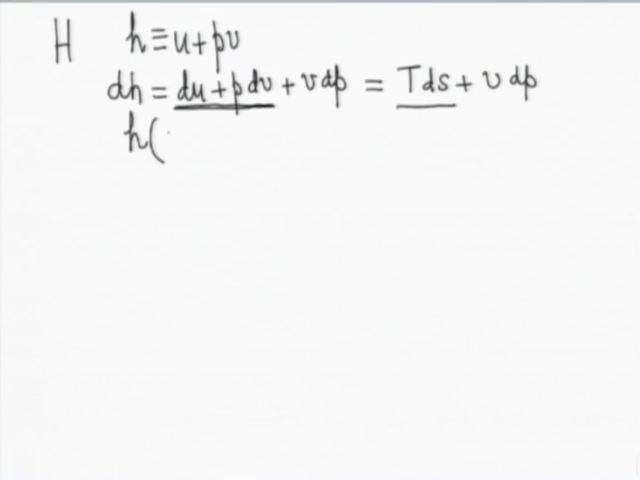 H h ≡ u + pv
dh = du + pdv + vdp = Tds + vdp
h(